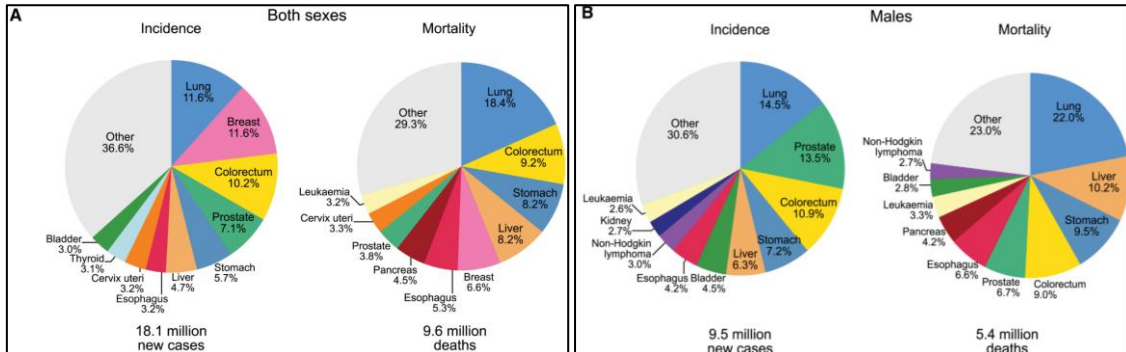 A
Both sexes
Incidence
Lung
11.6%
Breast
11.6%
Colorectum
10.2%
Prostate
7.1%
Stomach
5.7%
Liver
4.7%
Esophagus
3.2%
Cervix uteri
3.2%
Thyroid
3.1%
Bladder
3.0%
Other
36.6%
18.1 million
new cases
Mortality
Lung
18.4%
Colorectum
9.2%
Stomach
8.2%
Liver
8.2%
Breast
6.6%
Esophagus
5.3%
Pancreas
4.5%
Prostate
3.8%
Cervix uteri
3.3%
Leukaemia
3.2%
Other
29.3%
9.6 million
deaths
B
Males
Incidence
Lung
14.5%
Prostate
13.5%
Colorectum
10.9%
Stomach
7.2%
Liver
6.3%
Bladder
4.5%
Esophagus
4.2%
Non-Hodgkin
lymphoma
3.0%
Kidney
2.7%
Leukaemia
2.6%
Other
30.6%
9.5 million
new cases
Mortality
Lung
22.0%
Liver
10.2%
Stomach
9.5%
Colorectum
9.0%
Prostate
6.7%
Esophagus
6.6%
Pancreas
4.2%
Leukaemia
3.3%
Bladder
2.8%
Non-Hodgkin
lymphoma
2.7%
Other
23.0%
5.4 million
deaths